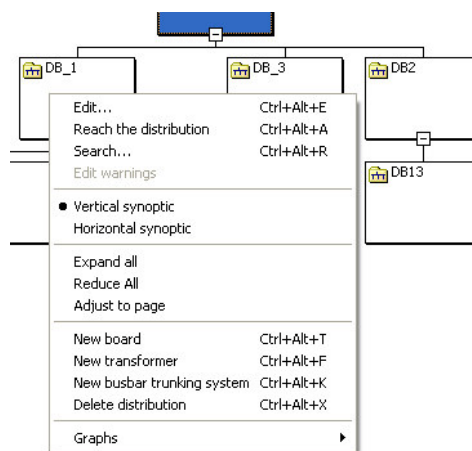 DB_1
DB_3
DB2
Edit... Ctrl+Alt+E
Reach the distribution Ctrl+Alt+A
Search... Ctrl+Alt+R
Edit warnings
Vertical synoptic
Horizontal synoptic
Expand all
Reduce All
Adjust to page
New board Ctrl+Alt+T
New transformer Ctrl+Alt+F
New busbar trunking system Ctrl+Alt+K
Delete distribution Ctrl+Alt+X
Graphs
DB13